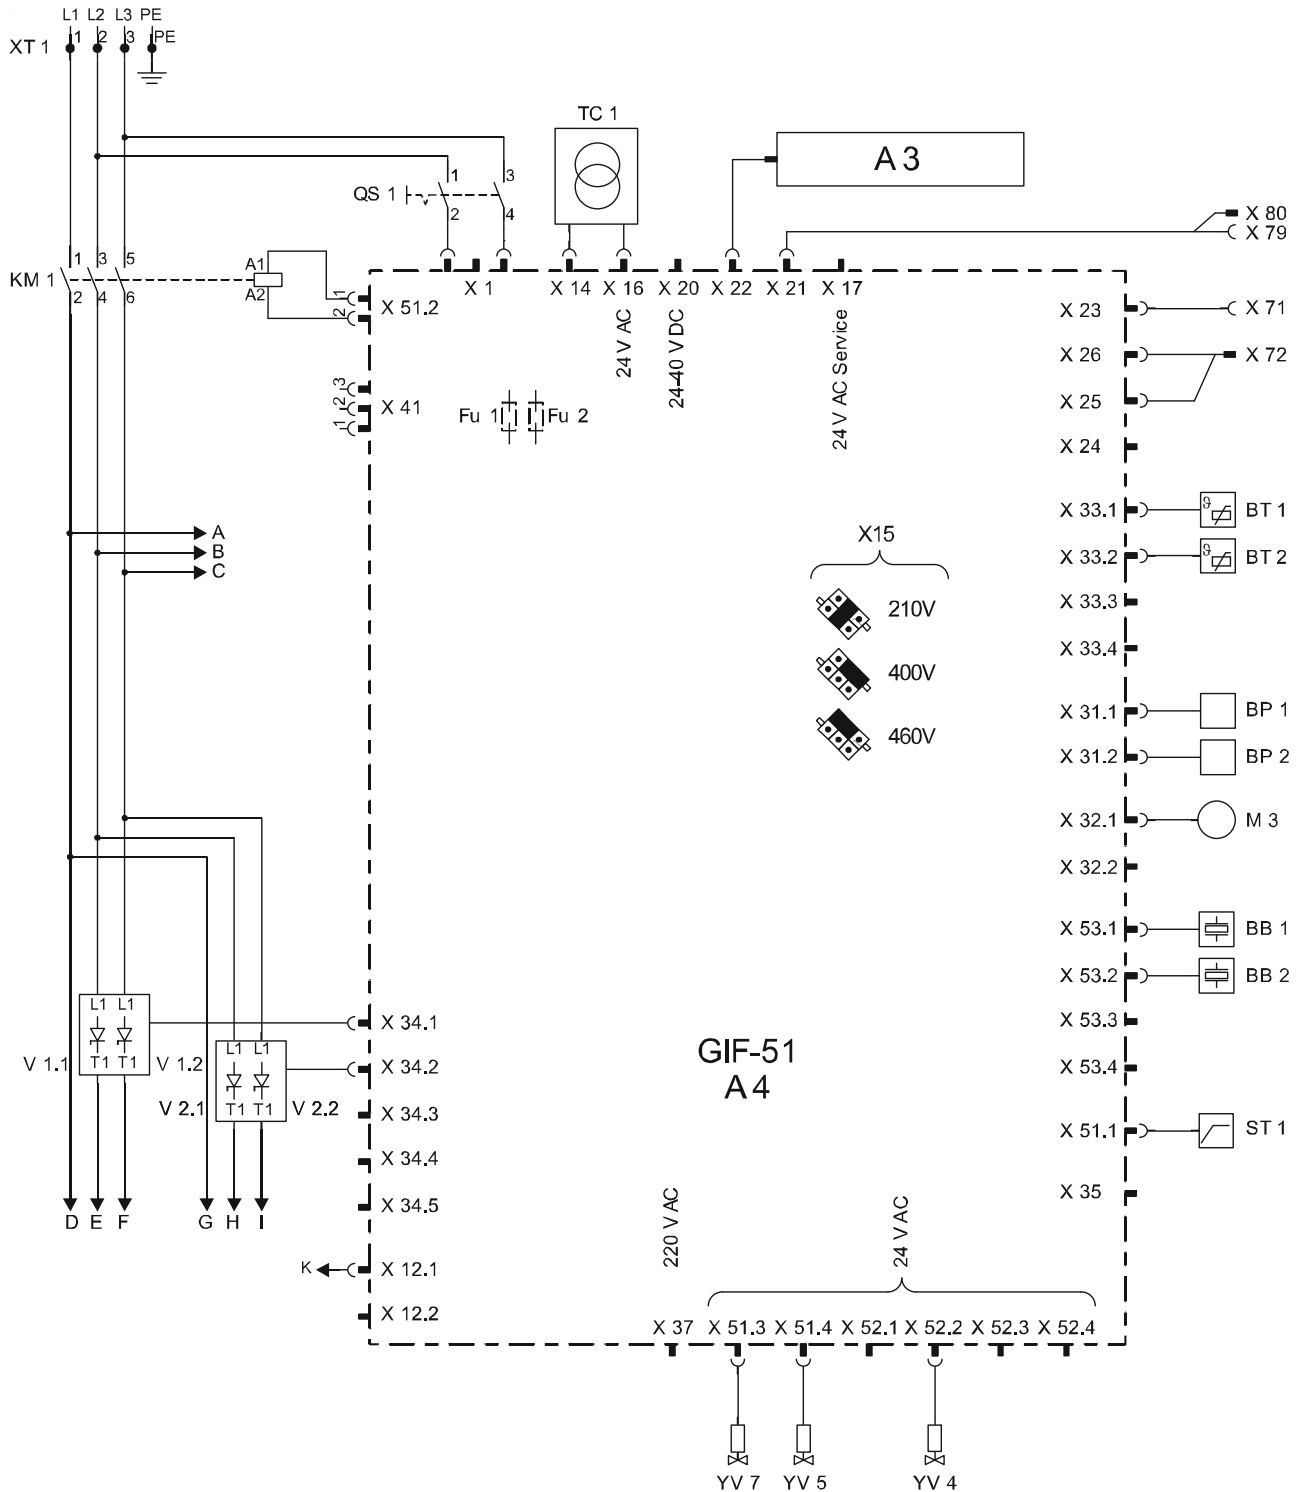 L1 L2 L3 PE
XT 1
1 2 3 PE
TC 1
A 3
QS 1
1 3
2 4
X 80
X 79
KM 1
1 3 5
2 4 6
A1
A2
1
2
X 51.2
X 1
X 14
X 16
X 20
X 22
X 21
X 17
24 V AC
24-40 V DC
24 V AC Service
X 23
X 71
X 26
X 72
X 25
X 24
3
2
1
X 41
Fu 1
Fu 2
A
B
C
X15
210V
400V
460V
X 33.1
BT 1
X 33.2
BT 2
X 33.3
X 33.4
X 31.1
BP 1
X 31.2
BP 2
X 32.1
M 3
X 32.2
X 53.1
BB 1
X 53.2
BB 2
X 53.3
X 53.4
X 51.1
ST 1
X 35
ϑ
ϑ
L1 L1
T1 T1
V 1.1
V 1.2
L1 L1
T1 T1
V 2.1
V 2.2
X 34.1
X 34.2
X 34.3
X 34.4
X 34.5
GIF-51
A 4
D E F
G H I
K
X 12.1
X 12.2
220 V AC
24 V AC
X 37
X 51.3
X 51.4
X 52.1
X 52.2
X 52.3
X 52.4
YV 7
YV 5
YV 4